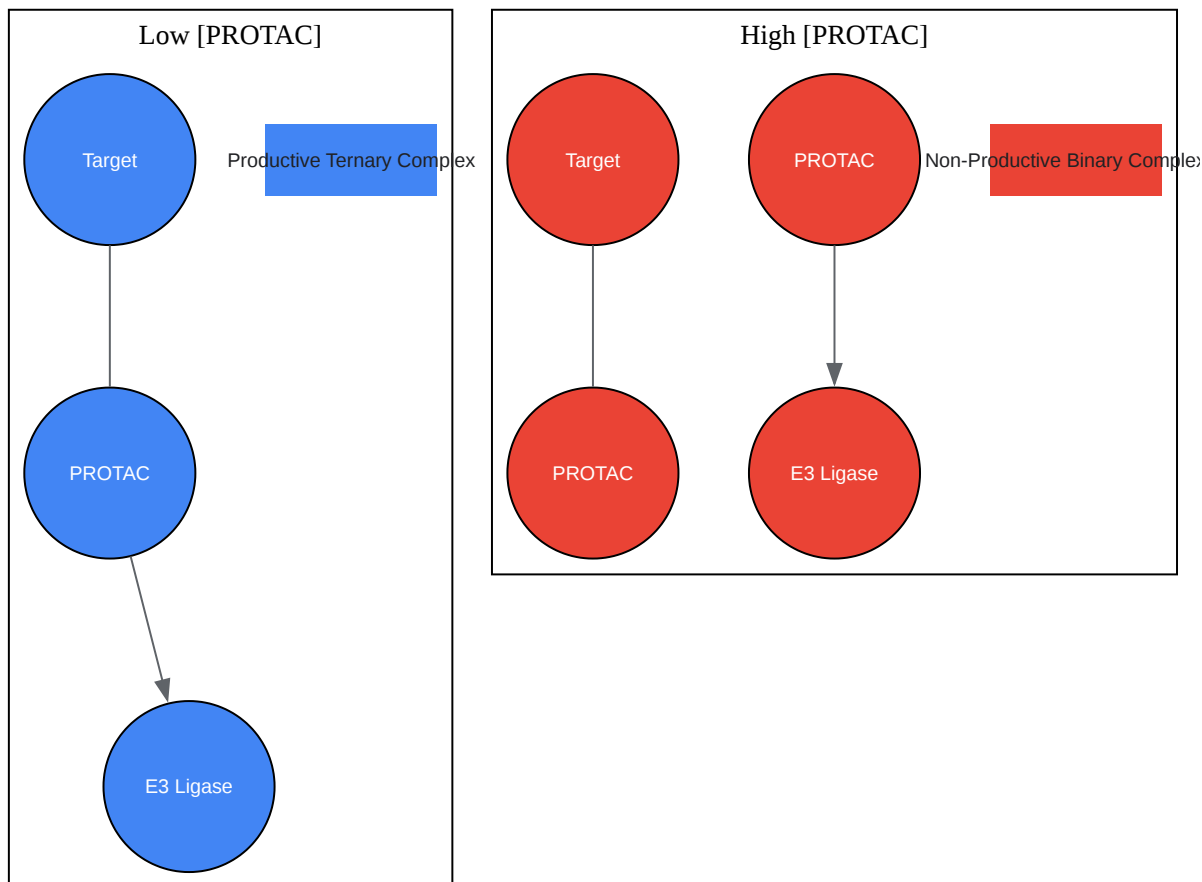 Low [PROTAC]
Target
Productive Ternary Complex
PROTAC
E3 Ligase
High [PROTAC]
Target
PROTAC
Non-Productive Binary Complex
PROTAC
E3 Ligase